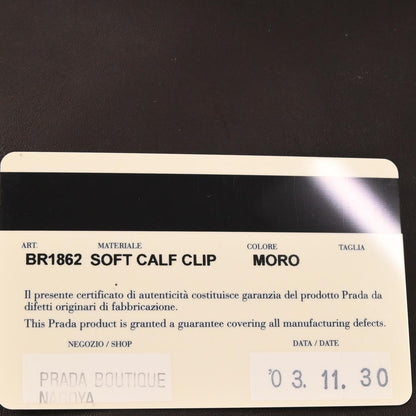 ART. MATERIALE COLORE TAGLIA
BR1862 SOFT CALF CLIP MORO
Il presente certificato di autenticità costituisce garanzia del prodotto Prada da
difetti originari di fabbricazione.
This Prada product is granted a guarantee covering all manufacturing defects.
NEGOZIO / SHOP DATA / DATE
PRADA BOUTIQUE '03.11.30
NAGOYA